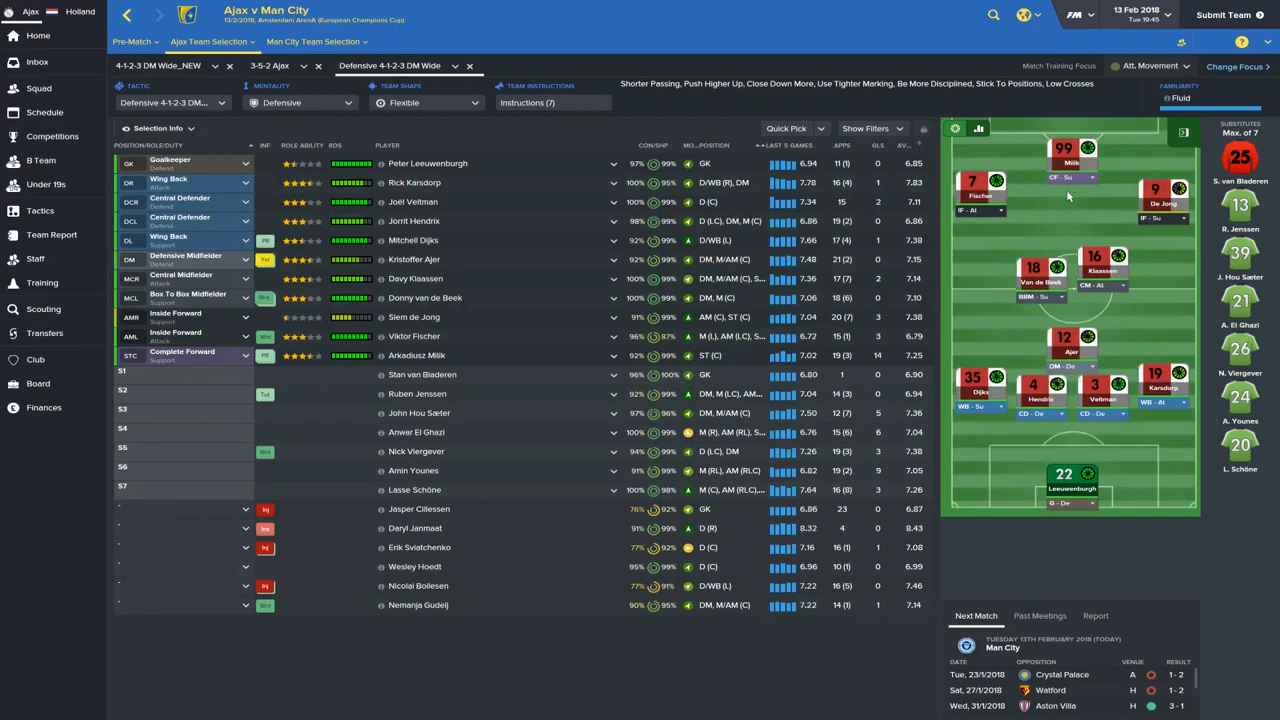 Ajax Holland
Ajax v Man City
13/2/2018, Amsterdam ArenA (European Champions Cup)
FM
13 Feb 2018
Tue 19:45
Submit Team
Home
Inbox
Squad
Schedule
Competitions
B Team
Under 19s
Tactics
Team Report
Staff
Training
Scouting
Transfers
Club
Board
Finances
Pre-Match Ajax Team Selection Man City Team Selection
4-1-2-3 DM Wide_NEW 3-5-2 Ajax Defensive 4-1-2-3 DM Wide
Match Training Focus Att. Movement Change Focus >
TACTIC MENTALITY TEAM SHAPE TEAM INSTRUCTIONS
Defensive 4-1-2-3 DM... Defensive Flexible Instructions (7)
Shorter Passing, Push Higher Up, Close Down More, Use Tighter Marking, Be More Disciplined, Stick To Positions, Low Crosses
FAMILIARITY
Fluid
Selection Info Quick Pick Show Filters
POSITION/ROLE/DUTY INF ROLE ABILITY RDS PLAYER CON/SHP MO... POSITION LAST 5 GAMES APPS GLS AV...
GK Goalkeeper Defend Peter Leeuwenburgh 97% 99% GK 6.94 11 (1) 0 6.85
DR Wing Back Attack Rick Karsdorp 100% 95% D/WB (R), DM 7.78 16 (4) 1 7.83
DCR Central Defender Defend Joël Veltman 100% 99% D (C) 7.34 15 2 7.11
DCL Central Defender Defend Jorrit Hendrix 100% 98% D (LC), DM, M (C) 6.86 19 (2) 0 6.86
DL Wing Back Support PR Mitchell Dijks 92% 99% D/WB (L) 7.66 17 (4) 1 7.38
DM Defensive Midfielder Defend Yel Kristoffer Ajer 92% 99% DM, M/AM (C) 7.48 21 (2) 0 7.15
MCR Central Midfielder Attack Davy Klaassen 100% 99% DM, M/AM (C), S... 7.36 17 (7) 2 7.14
MCL Box To Box Midfielder Support Wnt Donny van de Beek 92% 99% DM, M (C) 7.06 18 (6) 0 7.10
AMR Inside Forward Support Siem de Jong 91% 99% AM (C), ST (C) 7.04 20 (7) 3 7.38
AML Inside Forward Attack Wnt Viktor Fischer 96% 87% M (L), AM (RLC) 6.72 15 (1) 3 6.79
STC Complete Forward Support PR Arkadiusz Milik 92% 99% ST (C) 7.02 19 (3) 14 7.25
S1 Stan van Bladeren 96% 100% GK 6.80 1 0 6.90
S2 Tut Ruben Jenssen 92% 99% DM, M (LC), AM... 7.04 14 (3) 0 6.94
S3 John Hou Sæter 100% 96% DM, M/AM (C) 7.50 12 (7) 5 7.36
S4 Anwar El Ghazi 100% 99% M (R), AM (RL), S... 6.76 15 (6) 6 7.04
S5 Wnt Nick Viergever 94% 99% D (LC), DM 7.26 19 (3) 3 7.38
S6 Amin Younes 91% 99% M (RL), AM (RLC) 6.82 19 (2) 9 7.05
S7 Lasse Schöne 100% 98% M (C), AM (RLC),... 7.64 16 (8) 3 7.26
- Inj Jasper Cillessen 76% 92% GK 6.86 23 0 6.87
- Ine Daryl Janmaat 91% 99% D (R) 8.32 4 0 8.43
- Inj Erik Sviatchenko 77% 92% D (C) 7.16 16 (1) 1 7.08
- Wesley Hoedt 95% 99% D (C) 6.96 10 (1) 0 6.99
- Inj Nicolai Boilesen 77% 91% D/WB (L) 7.22 16 (5) 0 7.46
- Wnt Nemanja Gudelj 90% 95% DM, M/AM (C) 7.22 14 (1) 1 7.14
99
Milik
CF - Su
7
Fischer
IF - At
9
De Jong
IF - Su
18
Van de Beek
BBM - Su
16
Klaassen
CM - At
12
Ajer
DM - De
35
Dijks
WB - Su
4
Hendrix
CD - De
3
Veltman
CD - De
19
Karsdorp
WB - At
22
Leeuwenburgh
G - De
SUBSTITUTES
Max. of 7
25
S. van Bladeren
13
R. Jenssen
39
J. Hou Sæter
21
A. El Ghazi
26
N. Viergever
24
A. Younes
20
L. Schöne
Next Match Past Meetings Report
TUESDAY 13TH FEBRUARY 2018 (TODAY)
Man City
DATE OPPOSITION VENUE RESULT
Tue, 23/1/2018 Crystal Palace A 1 - 2
Sat, 27/1/2018 Watford H 1 - 2
Wed, 31/1/2018 Aston Villa H 3 - 1